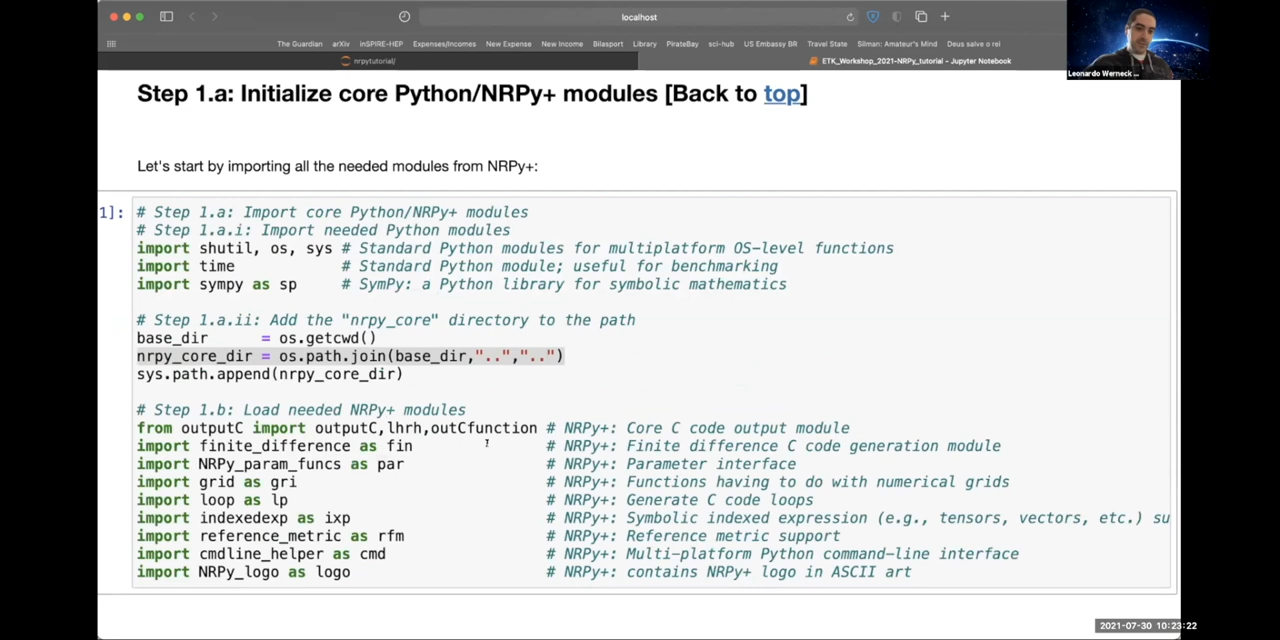 localhost
The Guardian arXiv inSPIRE-HEP Expenses/Incomes New Expense New Income Bilasport Library PirateBay sci-hub US Embassy BR Travel State Silman: Amateur's Mind Deus salve o rei
nrpytutorial/ ETK_Workshop_2021-NRPy_tutorial - Jupyter Notebook
Leonardo Werneck ...
Step 1.a: Initialize core Python/NRPy+ modules [Back to top]
Let's start by importing all the needed modules from NRPy+:
1]: # Step 1.a: Import core Python/NRPy+ modules
# Step 1.a.i: Import needed Python modules
import shutil, os, sys # Standard Python modules for multiplatform OS-level functions
import time # Standard Python module; useful for benchmarking
import sympy as sp # SymPy: a Python library for symbolic mathematics
# Step 1.a.ii: Add the "nrpy_core" directory to the path
base_dir = os.getcwd()
nrpy_core_dir = os.path.join(base_dir,"..","..")
sys.path.append(nrpy_core_dir)
# Step 1.b: Load needed NRPy+ modules
from outputC import outputC,lhrh,outCfunction # NRPy+: Core C code output module
import finite_difference as fin # NRPy+: Finite difference C code generation module
import NRPy_param_funcs as par # NRPy+: Parameter interface
import grid as gri # NRPy+: Functions having to do with numerical grids
import loop as lp # NRPy+: Generate C code loops
import indexedexp as ixp # NRPy+: Symbolic indexed expression (e.g., tensors, vectors, etc.) su
import reference_metric as rfm # NRPy+: Reference metric support
import cmdline_helper as cmd # NRPy+: Multi-platform Python command-line interface
import NRPy_logo as logo # NRPy+: contains NRPy+ logo in ASCII art
2021-07-30 10:23:22